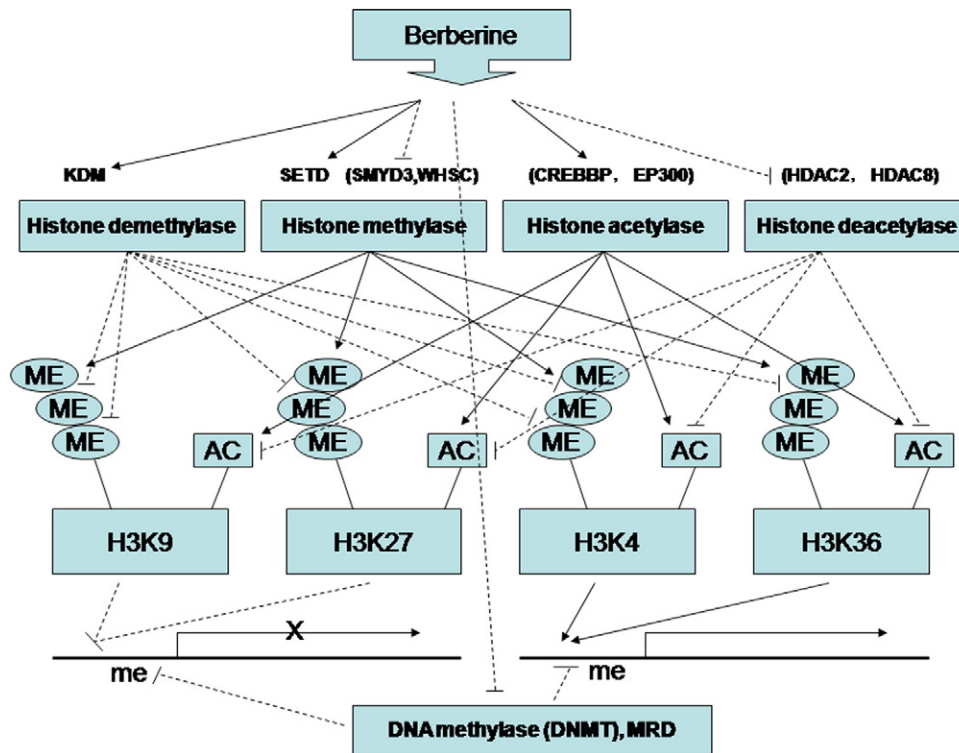 Berberine
KDM SETD (SMYD3,WHSC) (CREBBP, EP300) (HDAC2, HDAC8)
Histone demethylase Histone methylase Histone acetylase Histone deacetylase
ME ME ME ME
ME ME ME ME
ME AC ME AC ME AC ME AC
H3K9 H3K27 H3K4 H3K36
X
me me
DNA methylase (DNMT), MRD